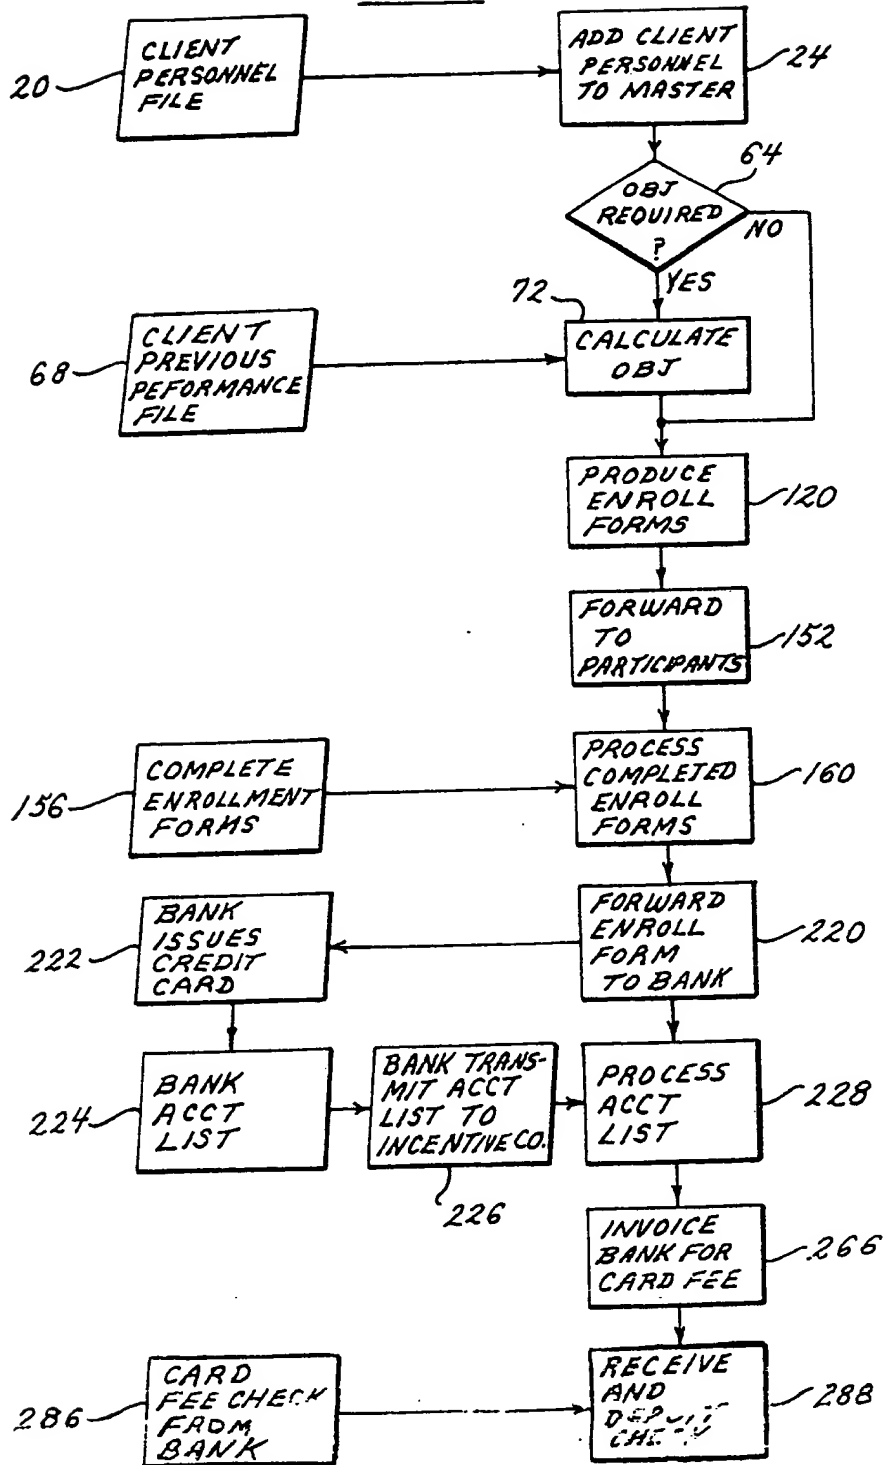 20
CLIENT
PERSONNEL
FILE
ADD CLIENT
PERSONNEL
TO MASTER
24
OBJ
REQUIRED
?
64
NO
YES
72
CALCULATE
OBJ
68
CLIENT
PREVIOUS
PEFORMANCE
FILE
PRODUCE
ENROLL
FORMS
120
FORWARD
TO
PARTICIPANTS
152
156
COMPLETE
ENROLLMENT
FORMS
PROCESS
COMPLETED
ENROLL
FORMS
160
222
BANK
ISSUES
CREDIT
CARD
FORWARD
ENROLL
FORM
TO BANK
220
224
BANK
ACCT
LIST
BANK TRANS-
MIT ACCT
LIST TO
INCENTIVE CO.
226
PROCESS
ACCT
LIST
228
INVOICE
BANK FOR
CARD FEE
266
286
CARD
FEE CHECK
FROM
BANK
RECEIVE
AND
DEPOSIT
CHECK
288